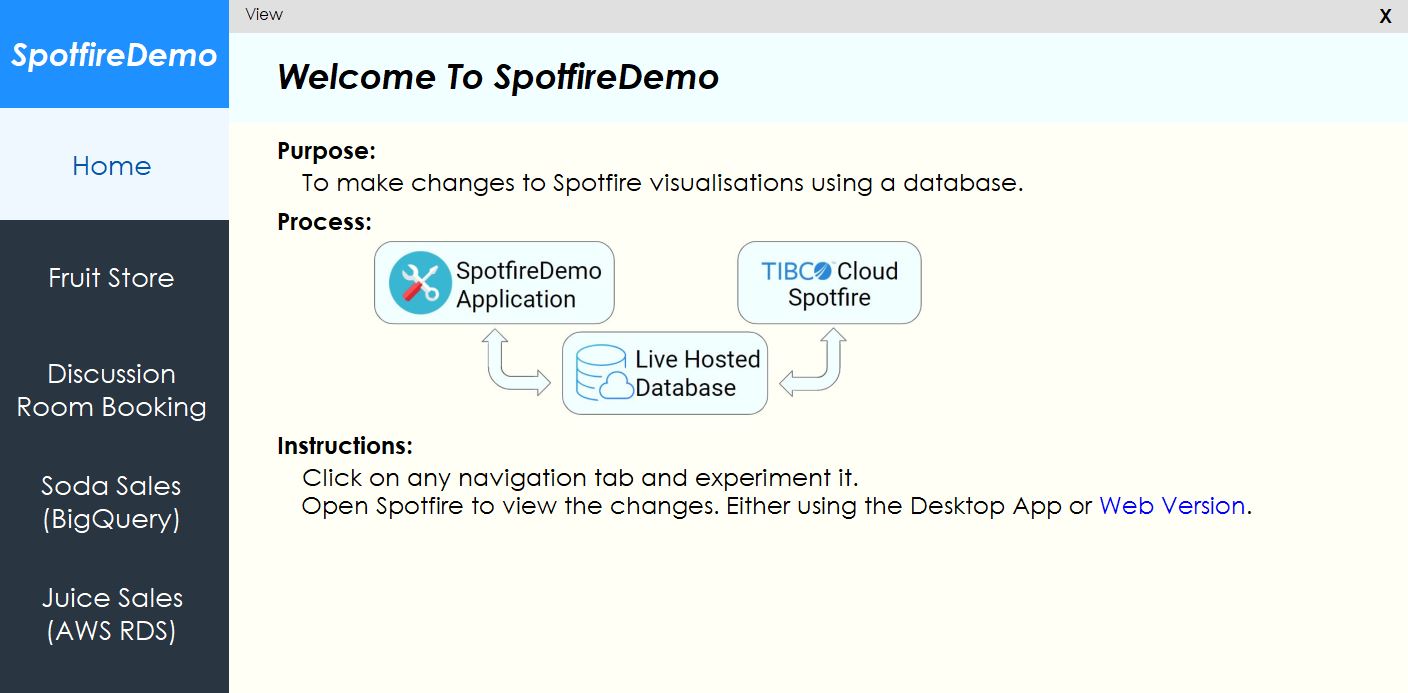 SpotfireDemo
Home
Fruit Store
Discussion
Room Booking
Soda Sales
(BigQuery)
Juice Sales
(AWS RDS)
View
X
Welcome To SpotfireDemo
Purpose:
To make changes to Spotfire visualisations using a database.
Process:
SpotfireDemo
Application
TIBCO™ Cloud
Spotfire
Live Hosted
Database
Instructions:
Click on any navigation tab and experiment it.
Open Spotfire to view the changes. Either using the Desktop App or Web Version.